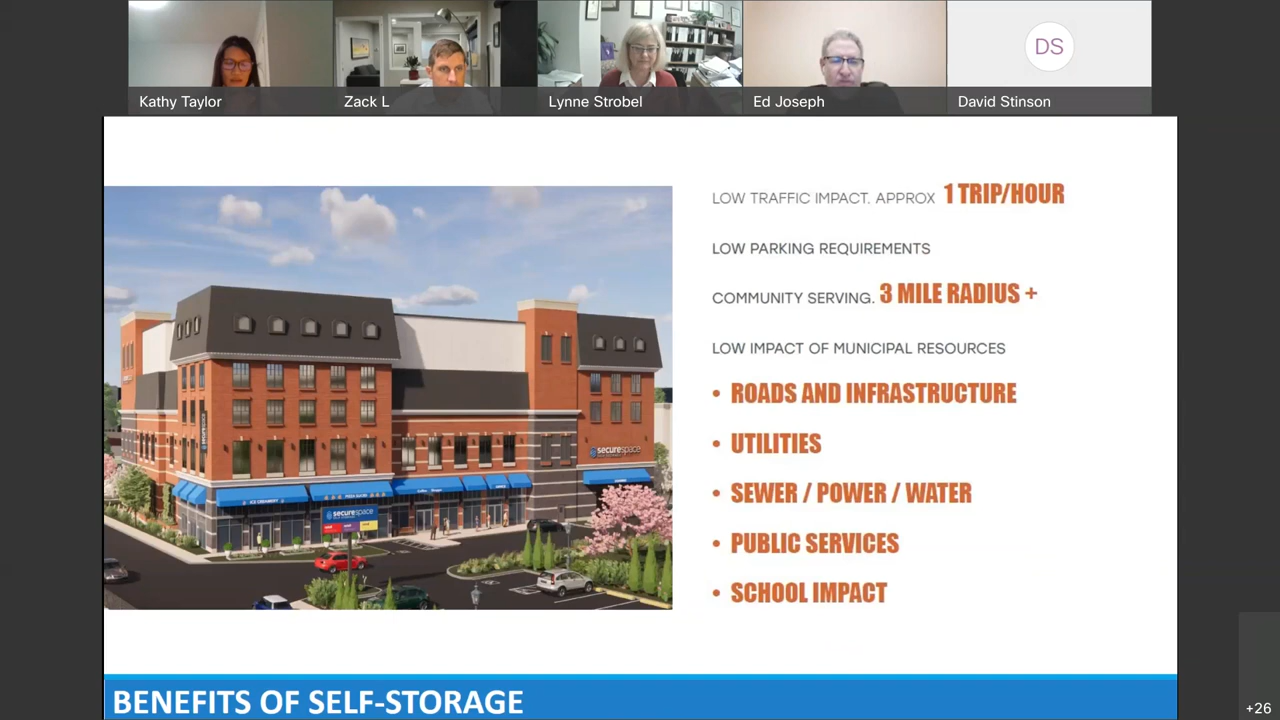 Kathy Taylor
Zack L
Lynne Strobel
Ed Joseph
DS
David Stinson
LOW TRAFFIC IMPACT. APPROX 1 TRIP/HOUR
LOW PARKING REQUIREMENTS
COMMUNITY SERVING. 3 MILE RADIUS +
LOW IMPACT OF MUNICIPAL RESOURCES
• ROADS AND INFRASTRUCTURE
• UTILITIES
• SEWER / POWER / WATER
• PUBLIC SERVICES
• SCHOOL IMPACT
securespace
ICE CREAMERY
securespace
BENEFITS OF SELF-STORAGE
+26